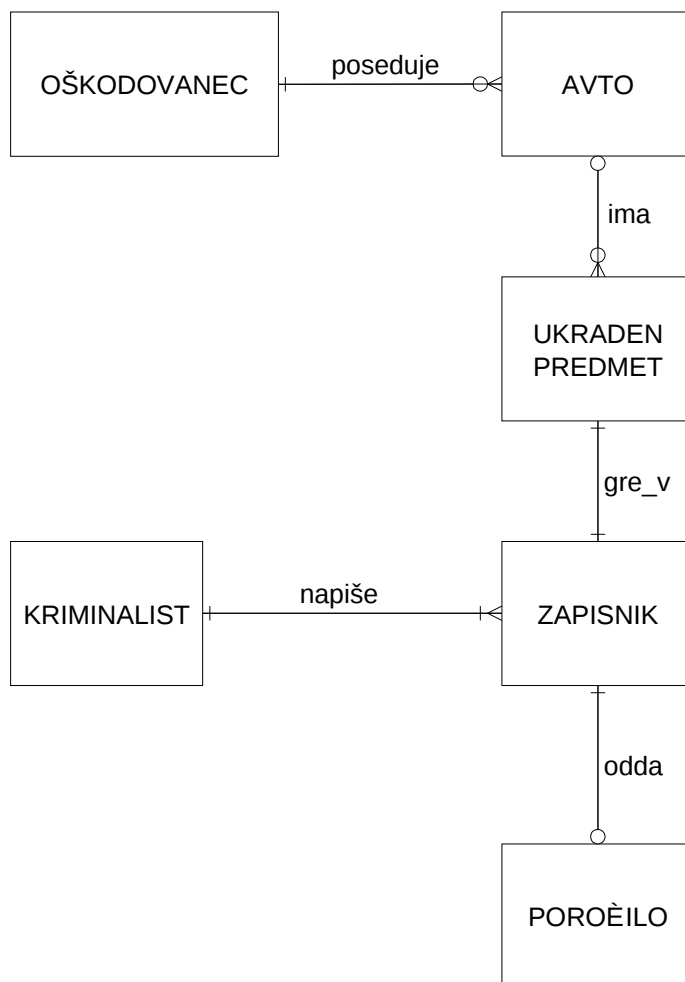 OŠKODOVANEC
poseduje
AVTO
ima
UKRADEN
PREDMET
gre_v
KRIMINALIST
napiše
ZAPISNIK
odda
POROÈILO